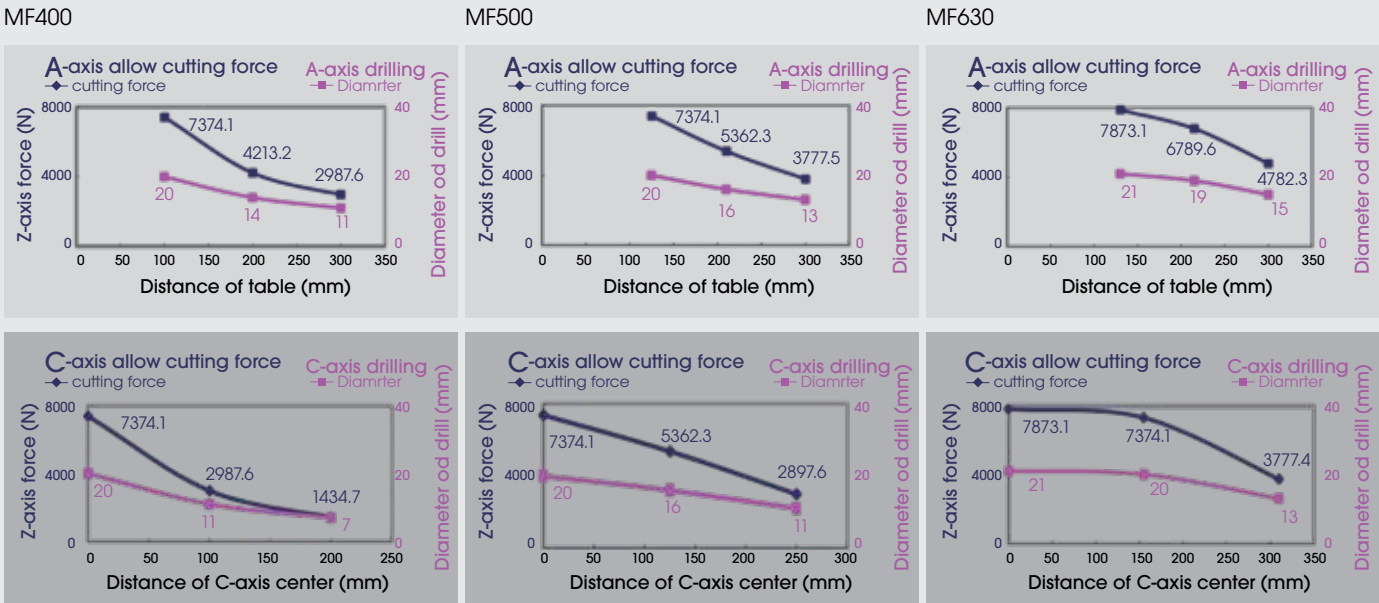 MF400
A-axis allow cutting force
cutting force
A-axis drilling
Diamrter
Z-axis force (N)
8000
4000
0
7374.1
4213.2
2987.6
20
14
11
40
20
0
Diameter od drill (mm)
0 50 100 150 200 250 300 350
Distance of table (mm)
MF500
A-axis allow cutting force
cutting force
A-axis drilling
Diamrter
Z-axis force (N)
8000
4000
0
7374.1
5362.3
3777.5
20
16
13
40
20
0
Diameter od drill (mm)
0 50 100 150 200 250 300 350
Distance of table (mm)
MF630
A-axis allow cutting force
cutting force
A-axis drilling
Diamrter
Z-axis force (N)
8000
4000
0
7873.1
6789.6
4782.3
21
19
15
40
20
0
Diameter od drill (mm)
0 50 100 150 200 250 300 350
Distance of table (mm)
C-axis allow cutting force
cutting force
C-axis drilling
Diamrter
Z-axis force (N)
8000
4000
0
7374.1
2987.6
1434.7
20
11
7
40
20
0
Diameter od drill (mm)
0 50 100 150 200 250
Distance of C-axis center (mm)
C-axis allow cutting force
cutting force
C-axis drilling
Diamrter
Z-axis force (N)
8000
4000
0
7374.1
5362.3
2897.6
20
16
11
40
20
0
Diameter od drill (mm)
0 50 100 150 200 250 300
Distance of C-axis center (mm)
C-axis allow cutting force
cutting force
C-axis drilling
Diamrter
Z-axis force (N)
8000
4000
0
7873.1
7374.1
3777.4
21
20
13
40
20
0
Diameter od drill (mm)
0 50 100 150 200 250 300 350
Distance of C-axis center (mm)